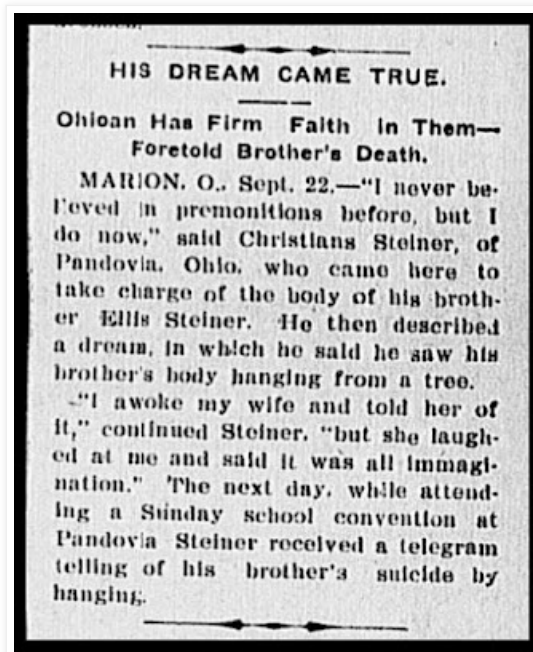 HIS DREAM CAME TRUE.
Ohioan Has Firm Faith in Them—
Foretold Brother's Death.
MARION, O., Sept. 22.—"I never be-
l'eved in premonitions before, but I
do now," said Christians Steiner, of
Pandovia, Ohio, who came here to
take charge of the body of his broth-
er Ellis Steiner. He then described
a dream, in which he said he saw his
brother's body hanging from a tree.
"I awoke my wife and told her of
it," continued Steiner, "but she laugh-
ed at me and said it was all immagi-
nation." The next day, while attend-
ing a Sunday school convention at
Pandovia Steiner received a telegram
telling of his brother's suicide by
hanging.